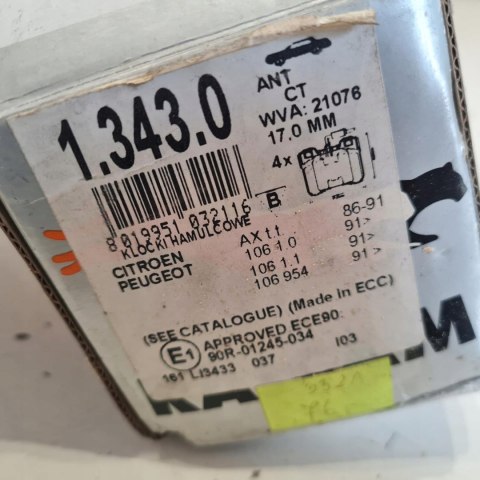 1.343.0
ANT
CT
WVA: 21076
17.0 MM
4x
B
8 019951 032116
KLOCKI HAMULCOWE
CITROEN AX t.t. 86-91
PEUGEOT 106 1.0 91>
106 1.1 91>
106 954 91>
(SEE CATALOGUE) (Made in ECC)
E1 APPROVED ECE90:
90R-01245-034 I03
161 LI3433 037